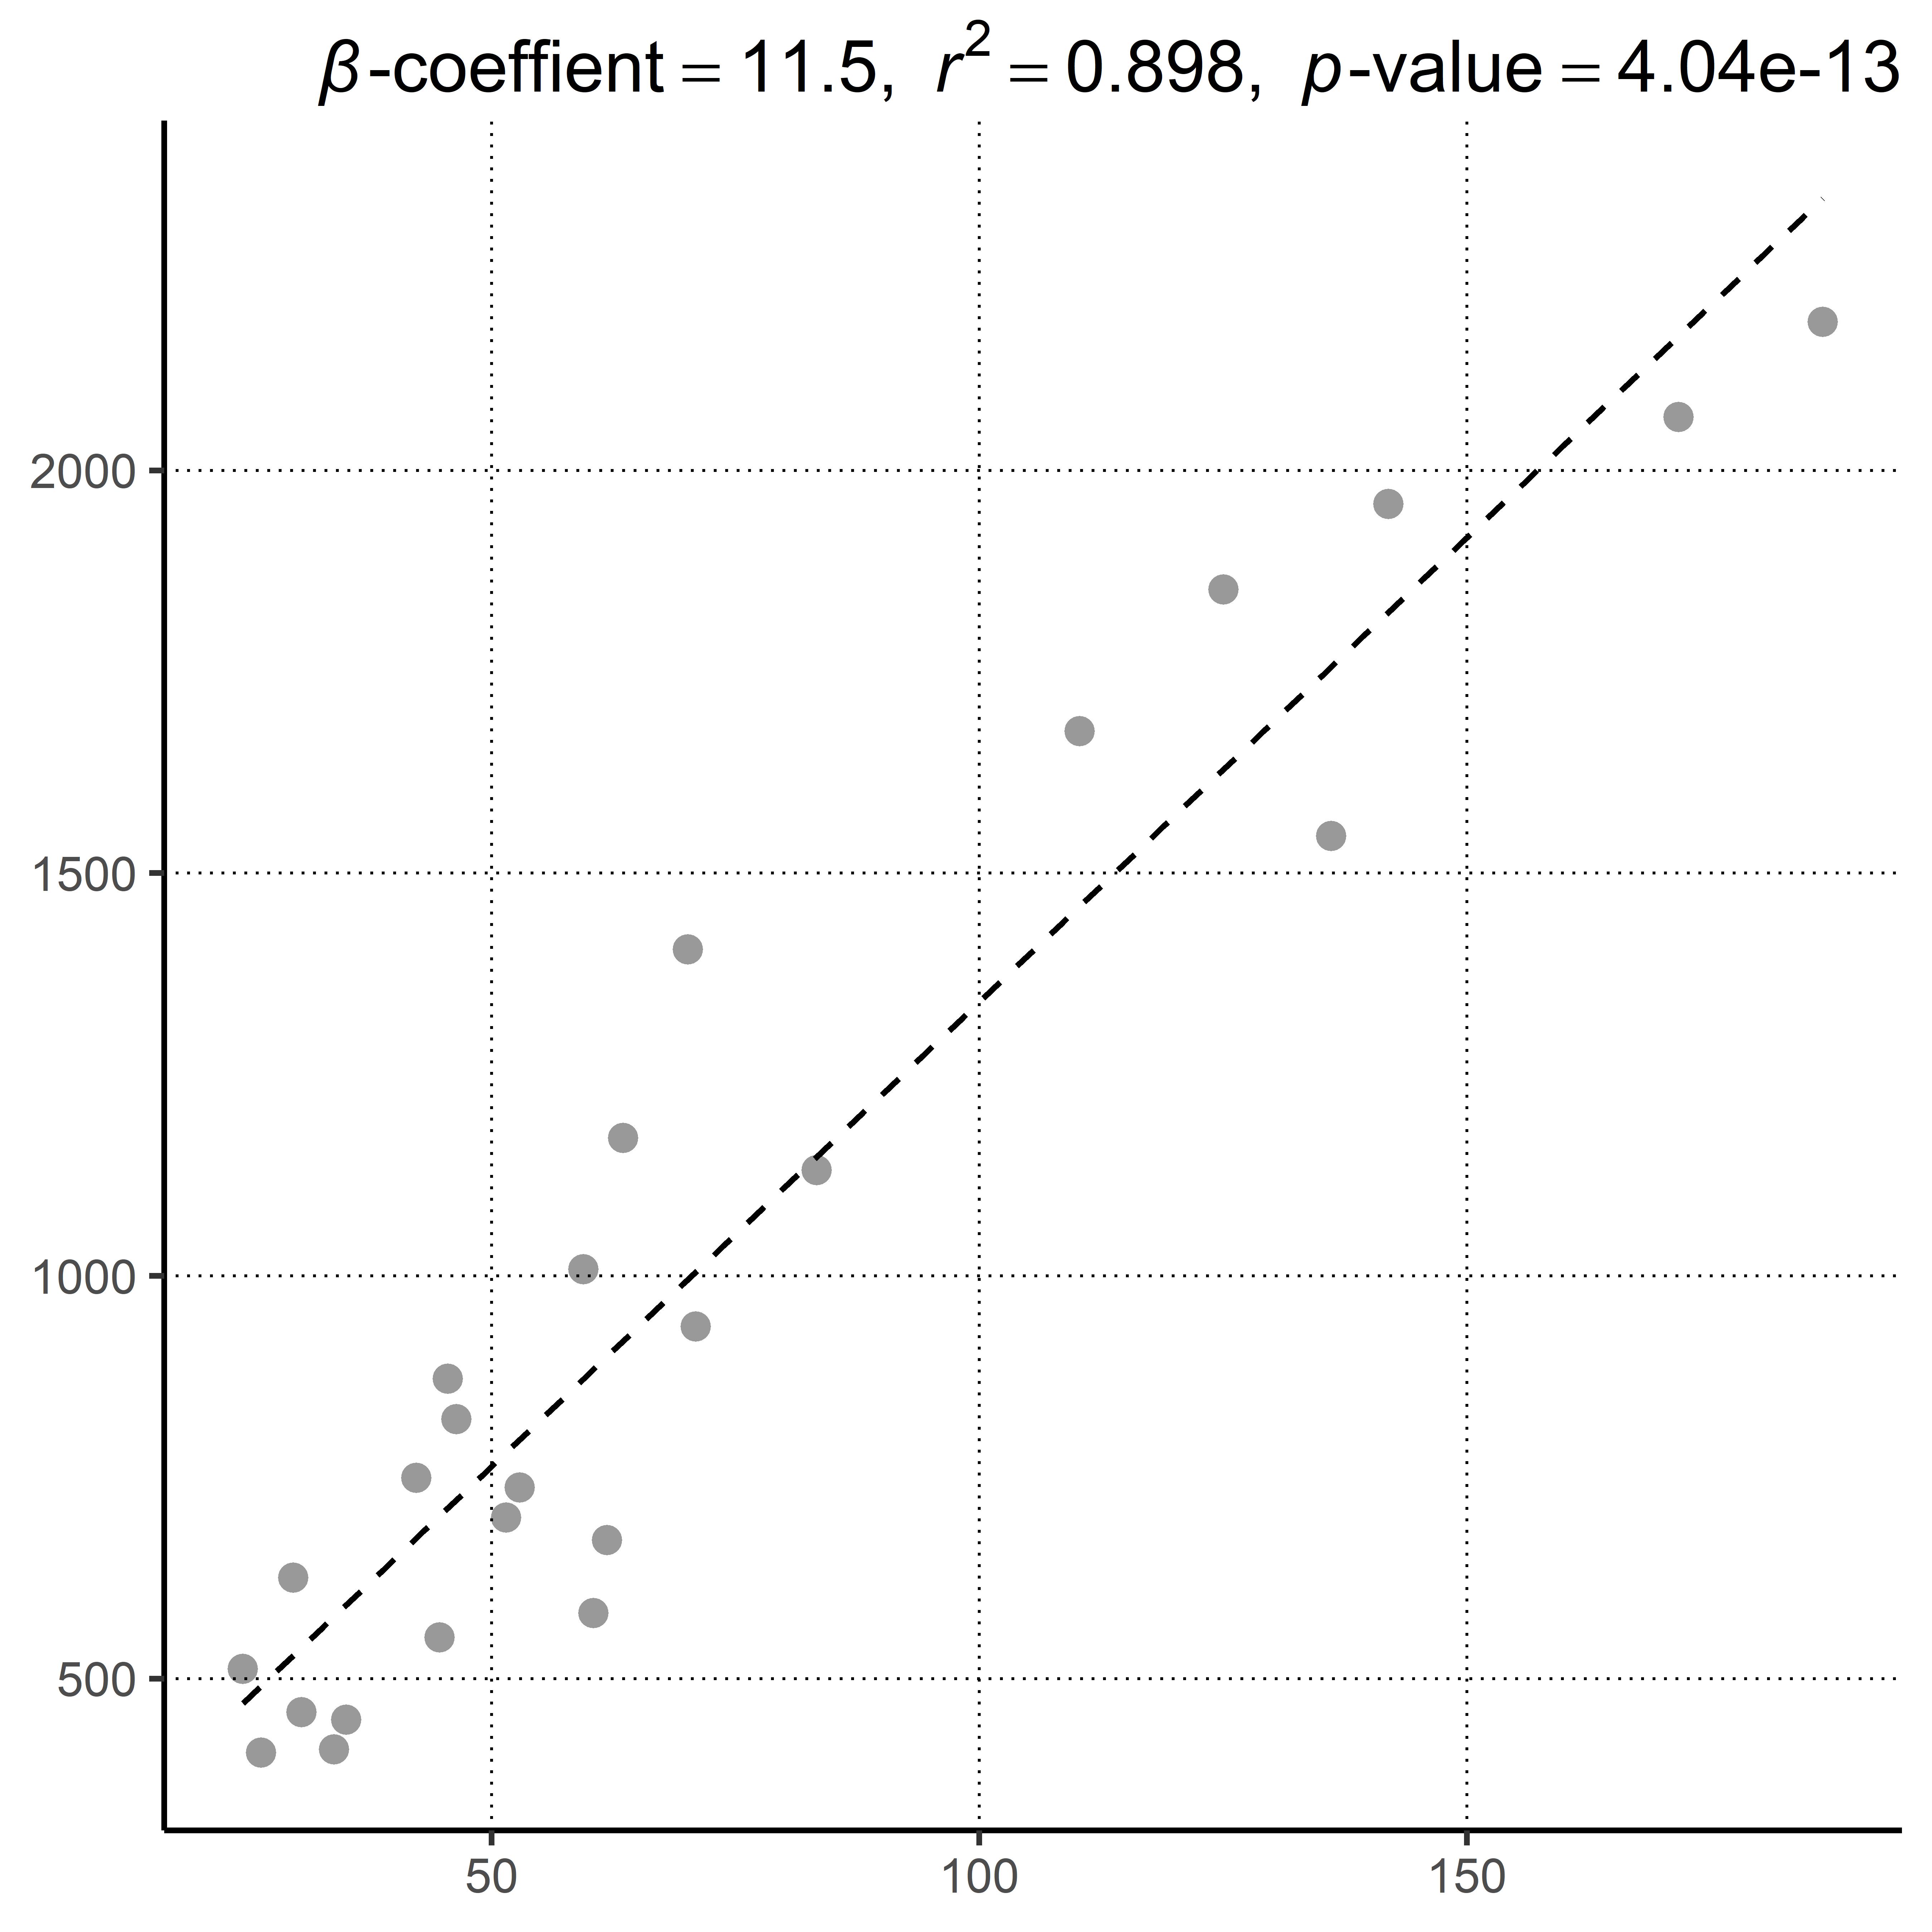 β-coeffient = 11.5, r² = 0.898, p-value = 4.04e-13
2000
1500
1000
500
50 100 150